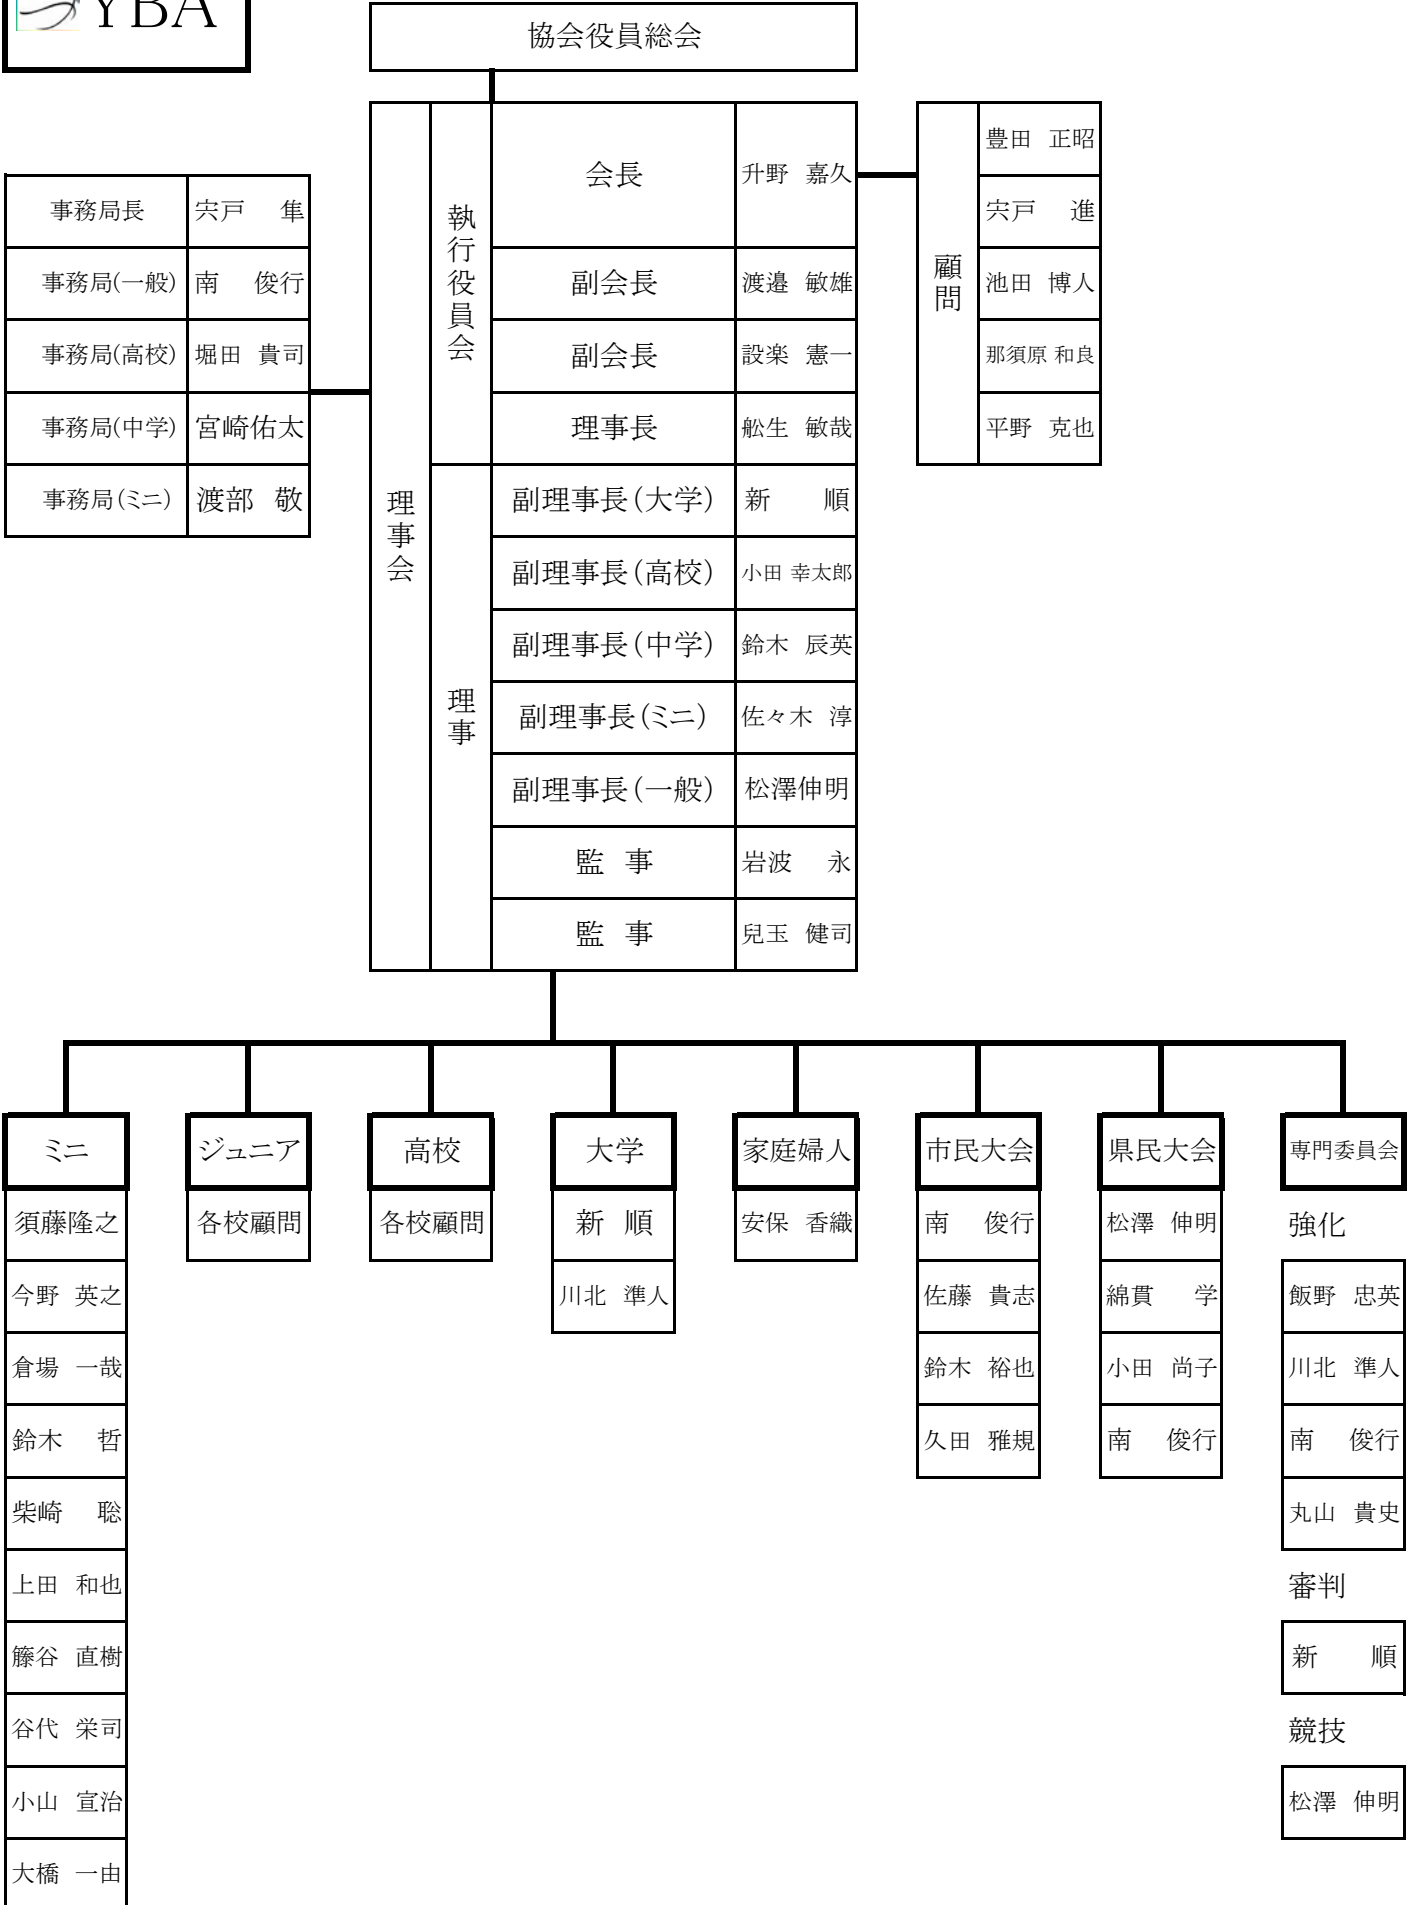 YBA
協会役員総会
理事会
執行役員会
会長 升野 嘉久
副会長 渡邉 敏雄
副会長 設楽 憲一
理事長 舩生 敏哉
理事
副理事長(大学) 新 順
副理事長(高校) 小田 幸太郎
副理事長(中学) 鈴木 辰英
副理事長(ミニ) 佐々木 淳
副理事長(一般) 松澤伸明
監 事 岩波 永
監 事 兒玉 健司
顧問
豊田 正昭
宍戸 進
池田 博人
那須原 和良
平野 克也
事務局長 宍戸 隼
事務局(一般) 南 俊行
事務局(高校) 堀田 貴司
事務局(中学) 宮崎佑太
事務局(ミニ) 渡部 敬
ミニ
須藤隆之
今野 英之
倉場 一哉
鈴木 哲
柴崎 聡
上田 和也
籐谷 直樹
谷代 栄司
小山 宣治
大橋 一由
ジュニア
各校顧問
高校
各校顧問
大学
新 順
川北 準人
家庭婦人
安保 香織
市民大会
南 俊行
佐藤 貴志
鈴木 裕也
久田 雅規
県民大会
松澤 伸明
綿貫 学
小田 尚子
南 俊行
専門委員会
強化
飯野 忠英
川北 準人
南 俊行
丸山 貴史
審判
新 順
競技
松澤 伸明